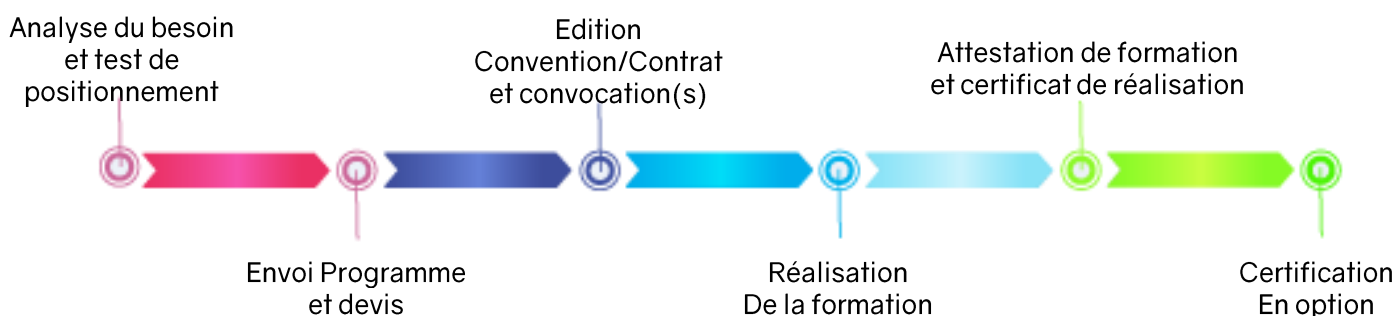 Analyse du besoin
et test de
positionnement
Envoi Programme
et devis
Edition
Convention/Contrat
et convocation(s)
Réalisation
De la formation
Attestation de formation
et certificat de réalisation
Certification
En option